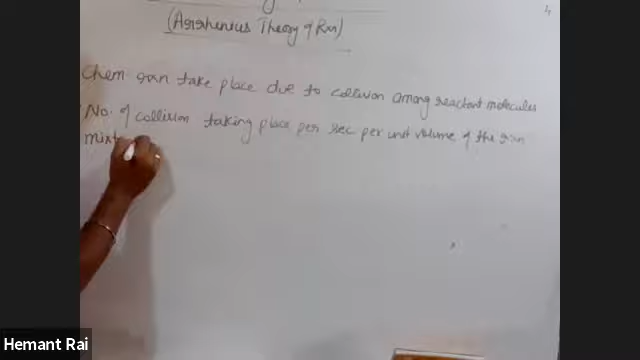 (Arrhenius Theory of Rxn)
Chem. rxn take place due to collision among reactant molecules
No. of collision taking place per sec per unit volume of the rxn
mixt
Hemant Rai